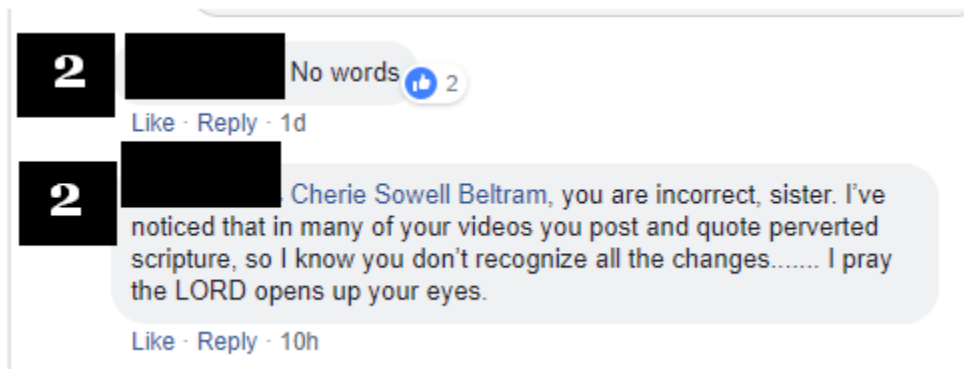 2
No words
2
Like · Reply · 1d
2
Cherie Sowell Beltram, you are incorrect, sister. I've
noticed that in many of your videos you post and quote perverted
scripture, so I know you don't recognize all the changes....... I pray
the LORD opens up your eyes.
Like · Reply · 10h